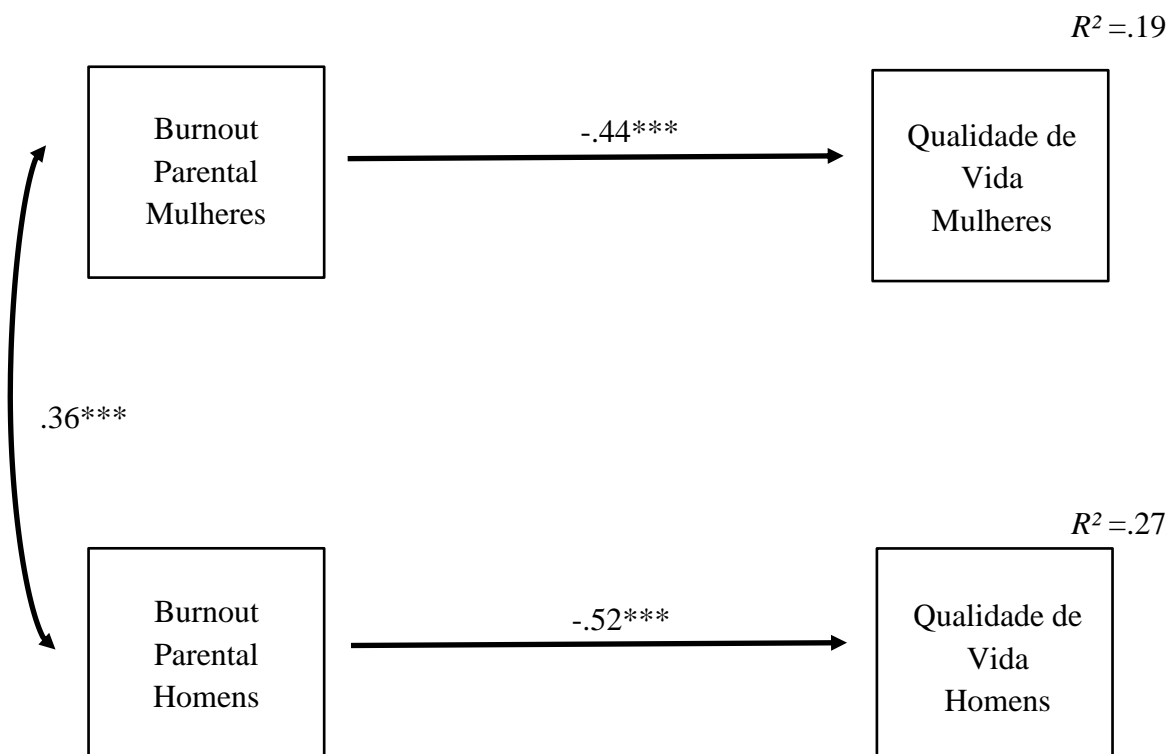 R² =.19
Burnout
Parental
Mulheres
-.44***
Qualidade de
Vida
Mulheres
.36***
R² =.27
Burnout
Parental
Homens
-.52***
Qualidade de
Vida
Homens